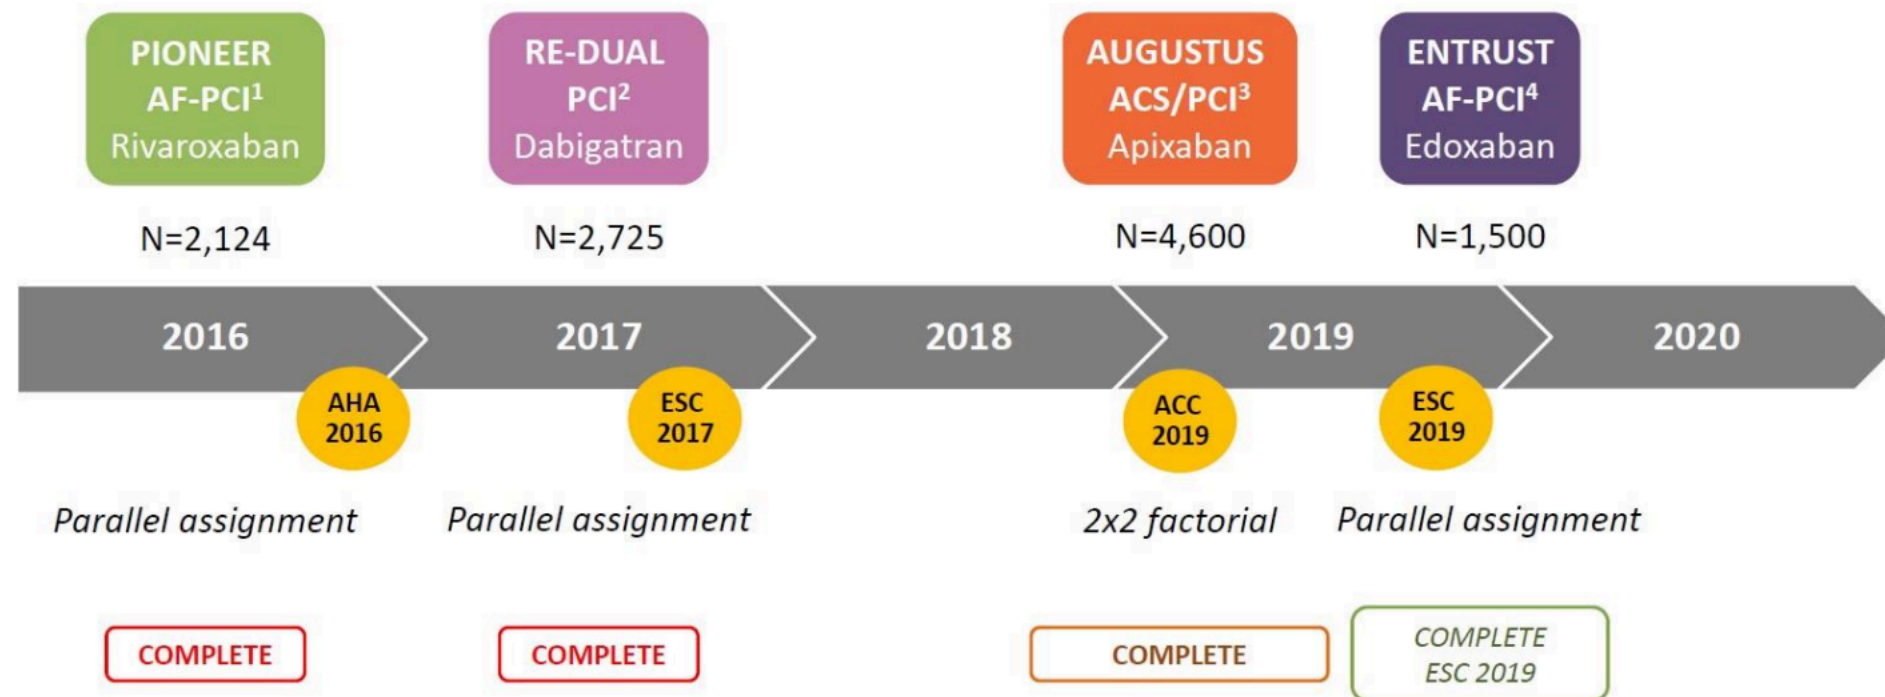 PIONEER
AF-PCI¹
Rivaroxaban
RE-DUAL
PCI²
Dabigatran
AUGUSTUS
ACS/PCI³
Apixaban
ENTRUST
AF-PCI⁴
Edoxaban
N=2,124
N=2,725
N=4,600
N=1,500
2016
2017
2018
2019
2020
AHA
2016
ESC
2017
ACC
2019
ESC
2019
Parallel assignment
Parallel assignment
2x2 factorial
Parallel assignment
COMPLETE
COMPLETE
COMPLETE
COMPLETE
ESC 2019